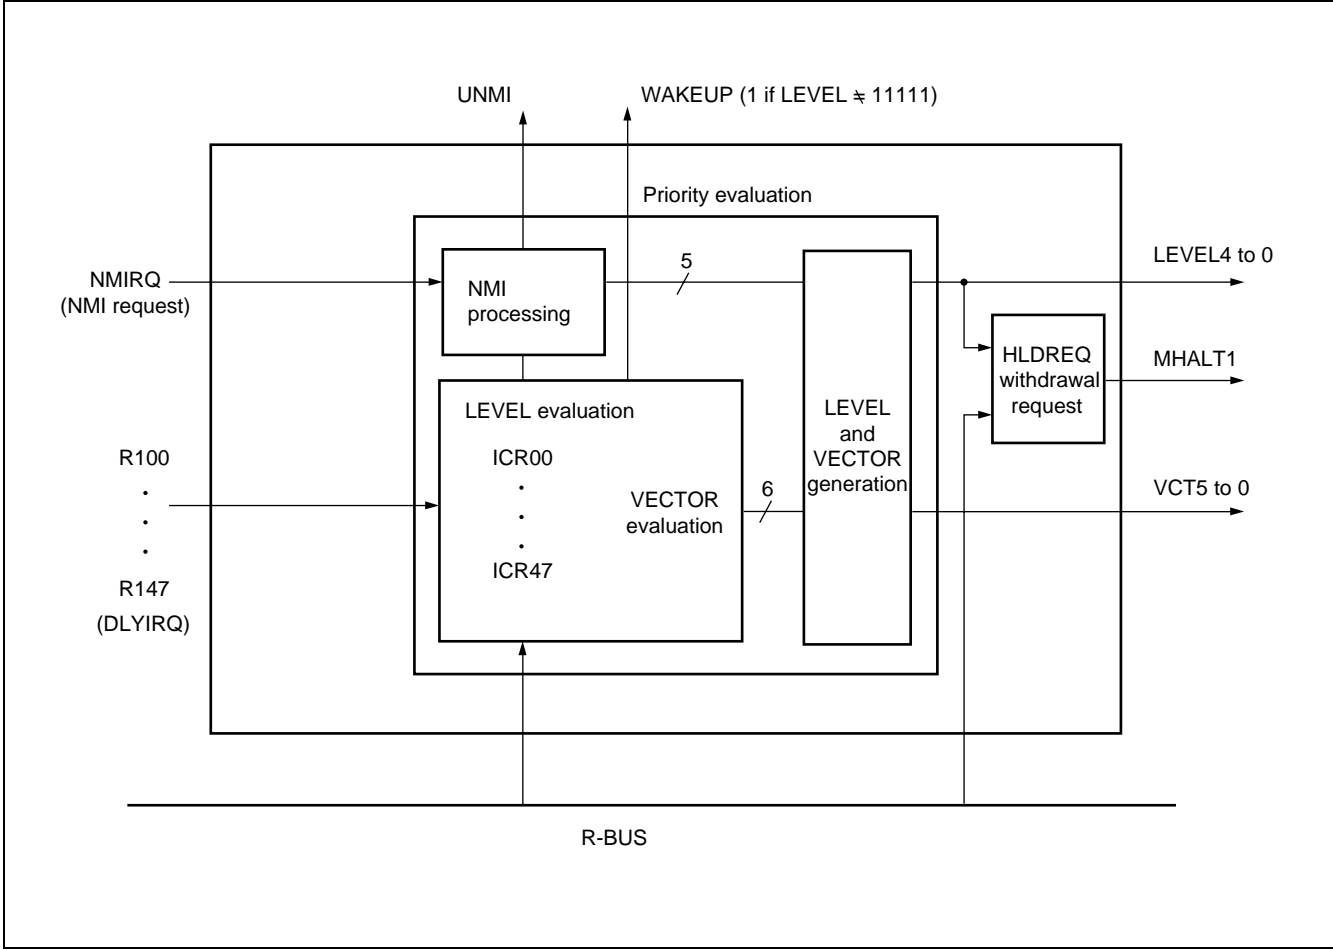 UNMI
WAKEUP (1 if LEVEL ≒ 11111)
Priority evaluation
NMIRQ
(NMI request)
NMI
processing
5
LEVEL4 to 0
HLDREQ
withdrawal
request
MHALT1
LEVEL evaluation
ICR00
.
.
.
ICR47
VECTOR
evaluation
6
LEVEL
and
VECTOR
generation
VCT5 to 0
R100
.
.
.
R147
(DLYIRQ)
R-BUS